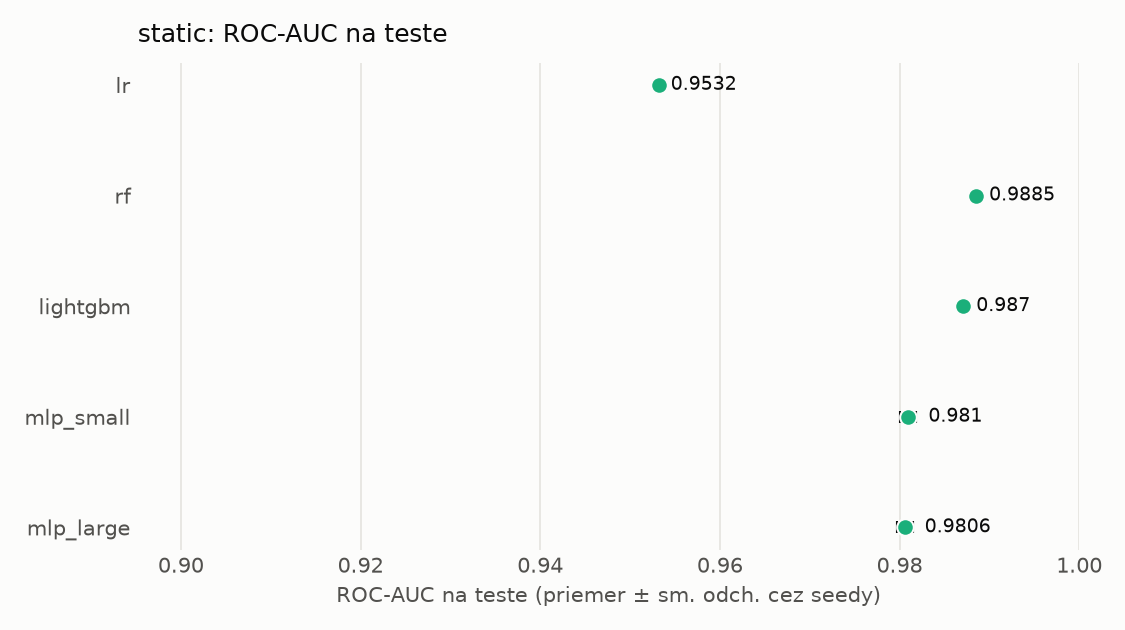 static: ROC-AUC na teste
lr
0.9532
rf
0.9885
lightgbm
0.987
mlp_small
0.981
mlp_large
0.9806
0.90 0.92 0.94 0.96 0.98 1.00
ROC-AUC na teste (priemer ± sm. odch. cez seedy)